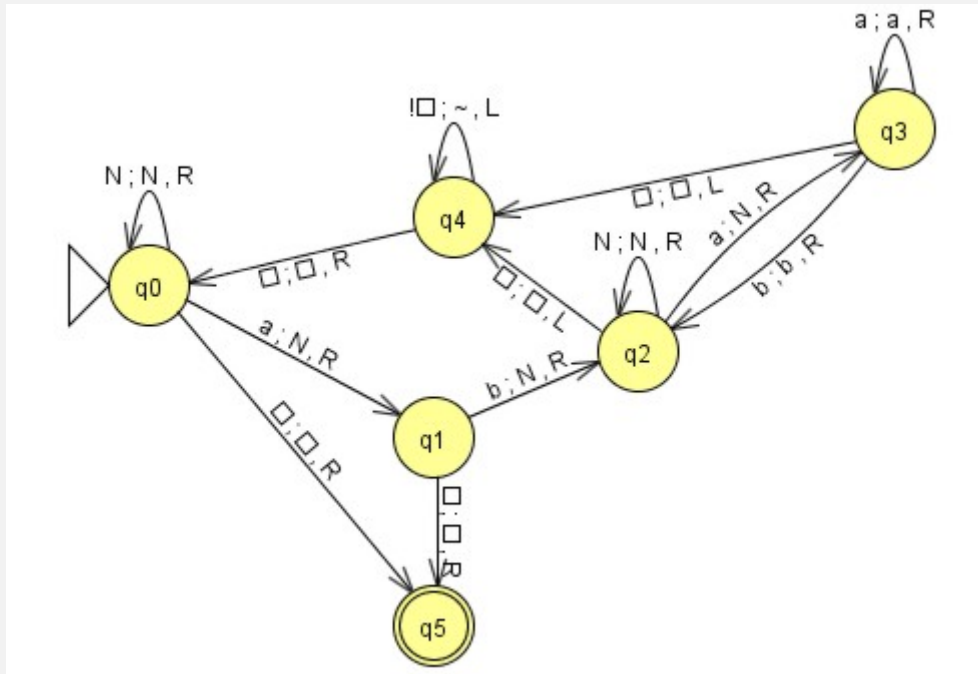 a ; a , R
q3
!□ ; ~ , L
q4
□ ; □ , L
N ; N , R
q0
□ ; □ , R
N ; N , R
a ; N , R
b ; b , R
□ ; □ , L
q2
a ; N , R
b ; N , R
□ ; □ , R
q1
□ ; □ , R
q5